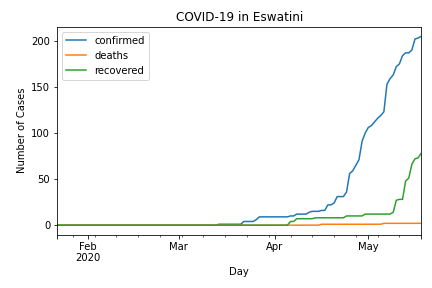 COVID-19 in Eswatini
confirmed
deaths
recovered
200
150
100
50
0
Number of Cases
Feb
2020
Mar
Apr
May
Day